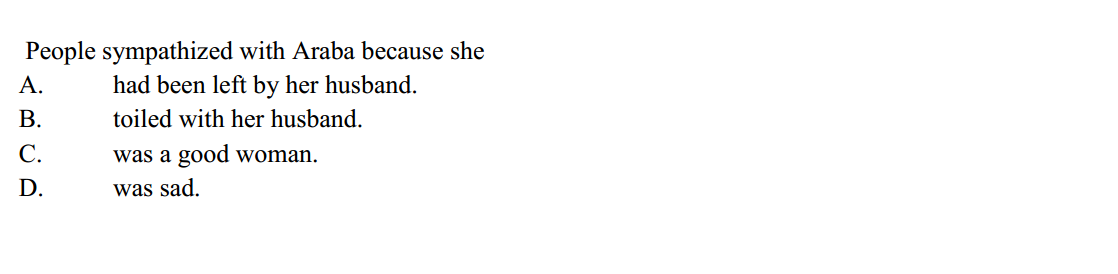 People sympathized with Araba because she
A. had been left by her husband.
B. toiled with her husband.
C. was a good woman.
D. was sad.